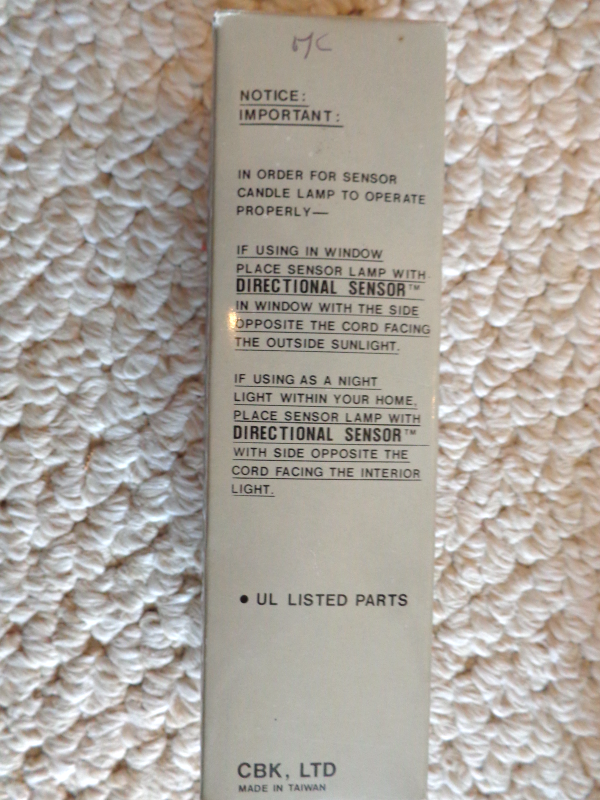 MC
NOTICE:
IMPORTANT:
IN ORDER FOR SENSOR
CANDLE LAMP TO OPERATE
PROPERLY—
IF USING IN WINDOW
PLACE SENSOR LAMP WITH
DIRECTIONAL SENSOR™
IN WINDOW WITH THE SIDE
OPPOSITE THE CORD FACING
THE OUTSIDE SUNLIGHT.
IF USING AS A NIGHT
LIGHT WITHIN YOUR HOME,
PLACE SENSOR LAMP WITH
DIRECTIONAL SENSOR™
WITH SIDE OPPOSITE THE
CORD FACING THE INTERIOR
LIGHT.
• UL LISTED PARTS
CBK, LTD
MADE IN TAIWAN